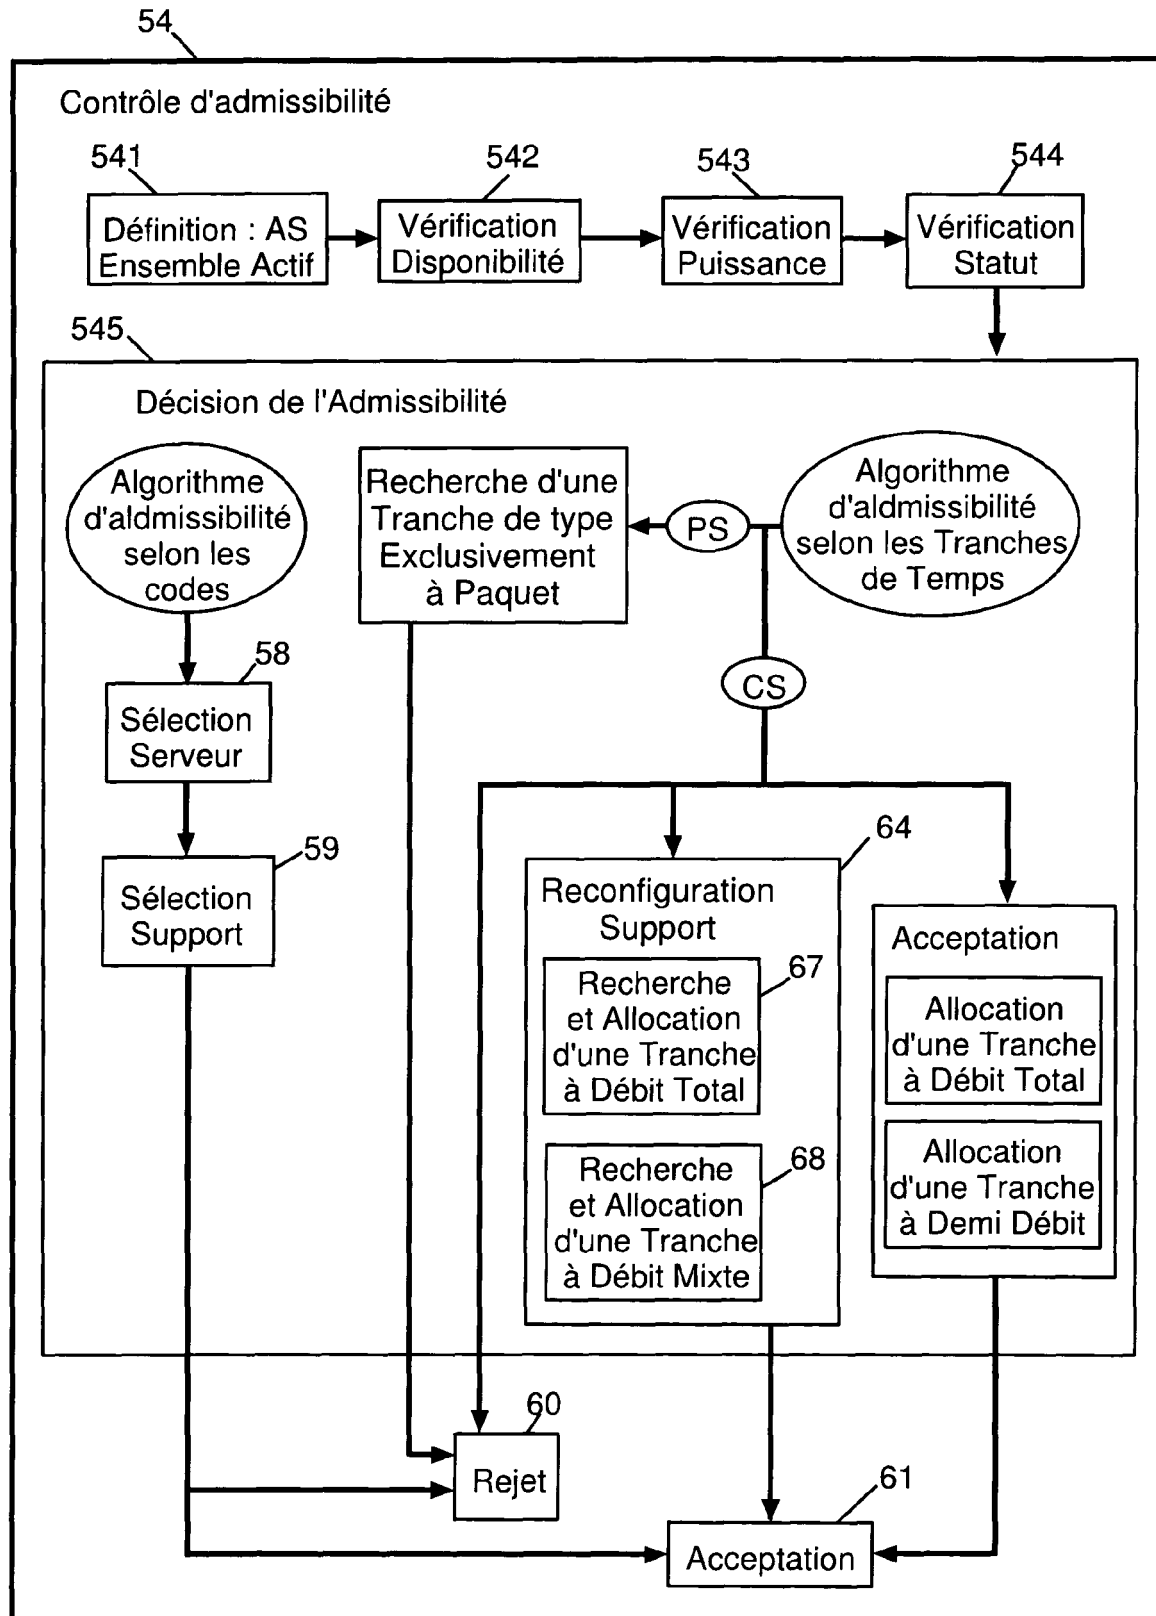 54
Contrôle d'admissibilité
541
542
543
544
Définition : AS
Ensemble Actif
Vérification
Disponibilité
Vérification
Puissance
Vérification
Statut
545
Décision de l'Admissibilité
Algorithme
d'aldmissibilité
selon les
codes
Recherche d'une
Tranche de type
Exclusivement
à Paquet
PS
Algorithme
d'aldmissibilité
selon les Tranches
de Temps
58
Sélection
Serveur
CS
59
Sélection
Support
64
Reconfiguration
Support
67
Recherche
et Allocation
d'une Tranche
à Débit Total
68
Recherche
et Allocation
d'une Tranche
à Débit Mixte
Acceptation
Allocation
d'une Tranche
à Débit Total
Allocation
d'une Tranche
à Demi Débit
60
Rejet
61
Acceptation